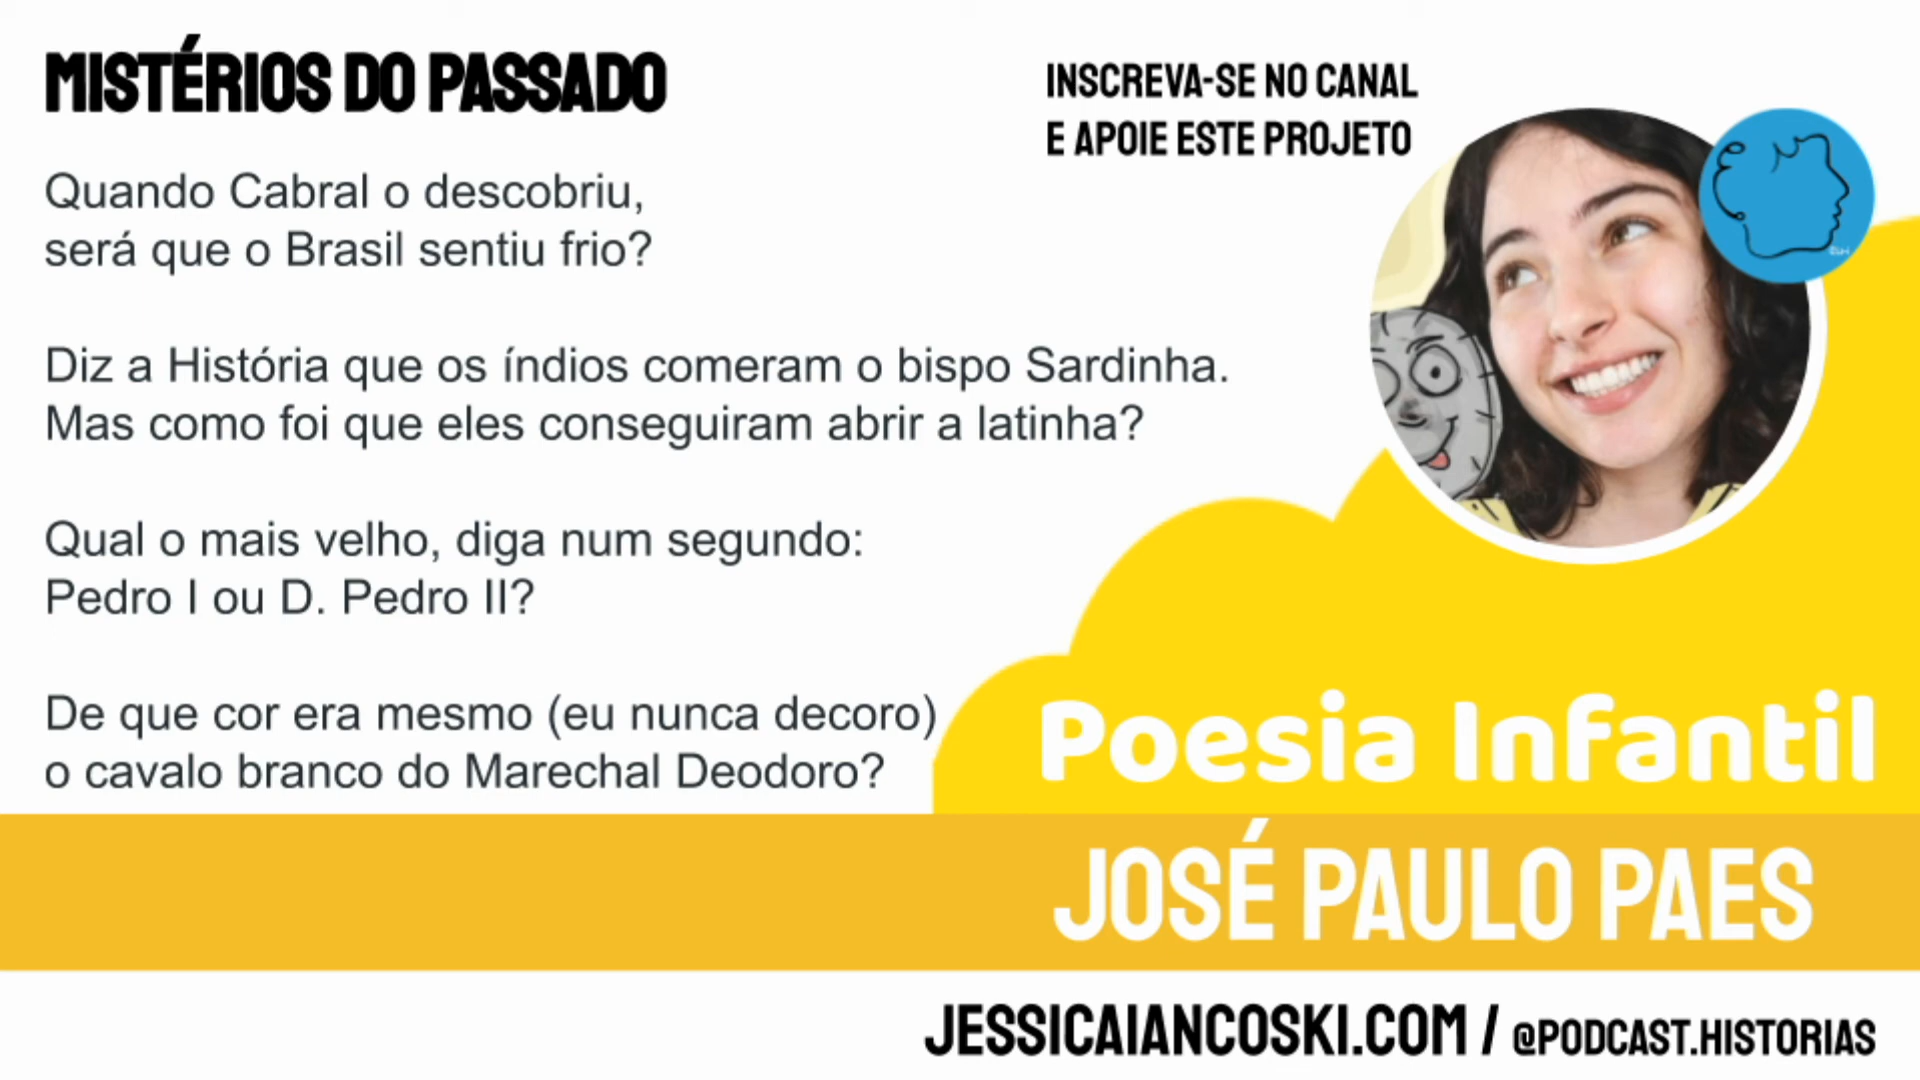 MISTÉRIOS DO PASSADO
Quando Cabral o descobriu,
será que o Brasil sentiu frio?
Diz a História que os índios comeram o bispo Sardinha.
Mas como foi que eles conseguiram abrir a latinha?
Qual o mais velho, diga num segundo:
Pedro I ou D. Pedro II?
De que cor era mesmo (eu nunca decoro)
o cavalo branco do Marechal Deodoro?
INSCREVA-SE NO CANAL
E APOIE ESTE PROJETO
Poesia Infantil
JOSÉ PAULO PAES
JESSICAIANCOSKI.COM / @PODCAST.HISTORIAS